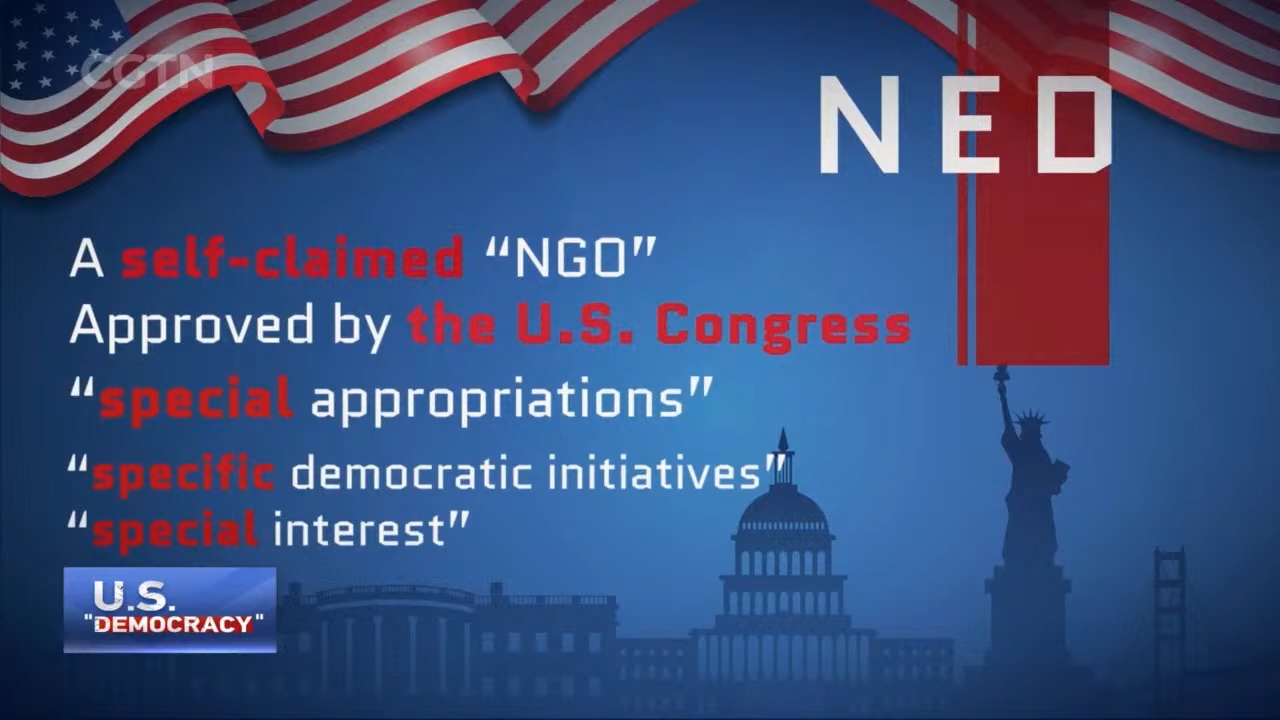 CGTN
NED
A self-claimed “NGO”
Approved by the U.S. Congress
“special appropriations”
“specific democratic initiatives”
“special interest”
U.S.
"DEMOCRACY"